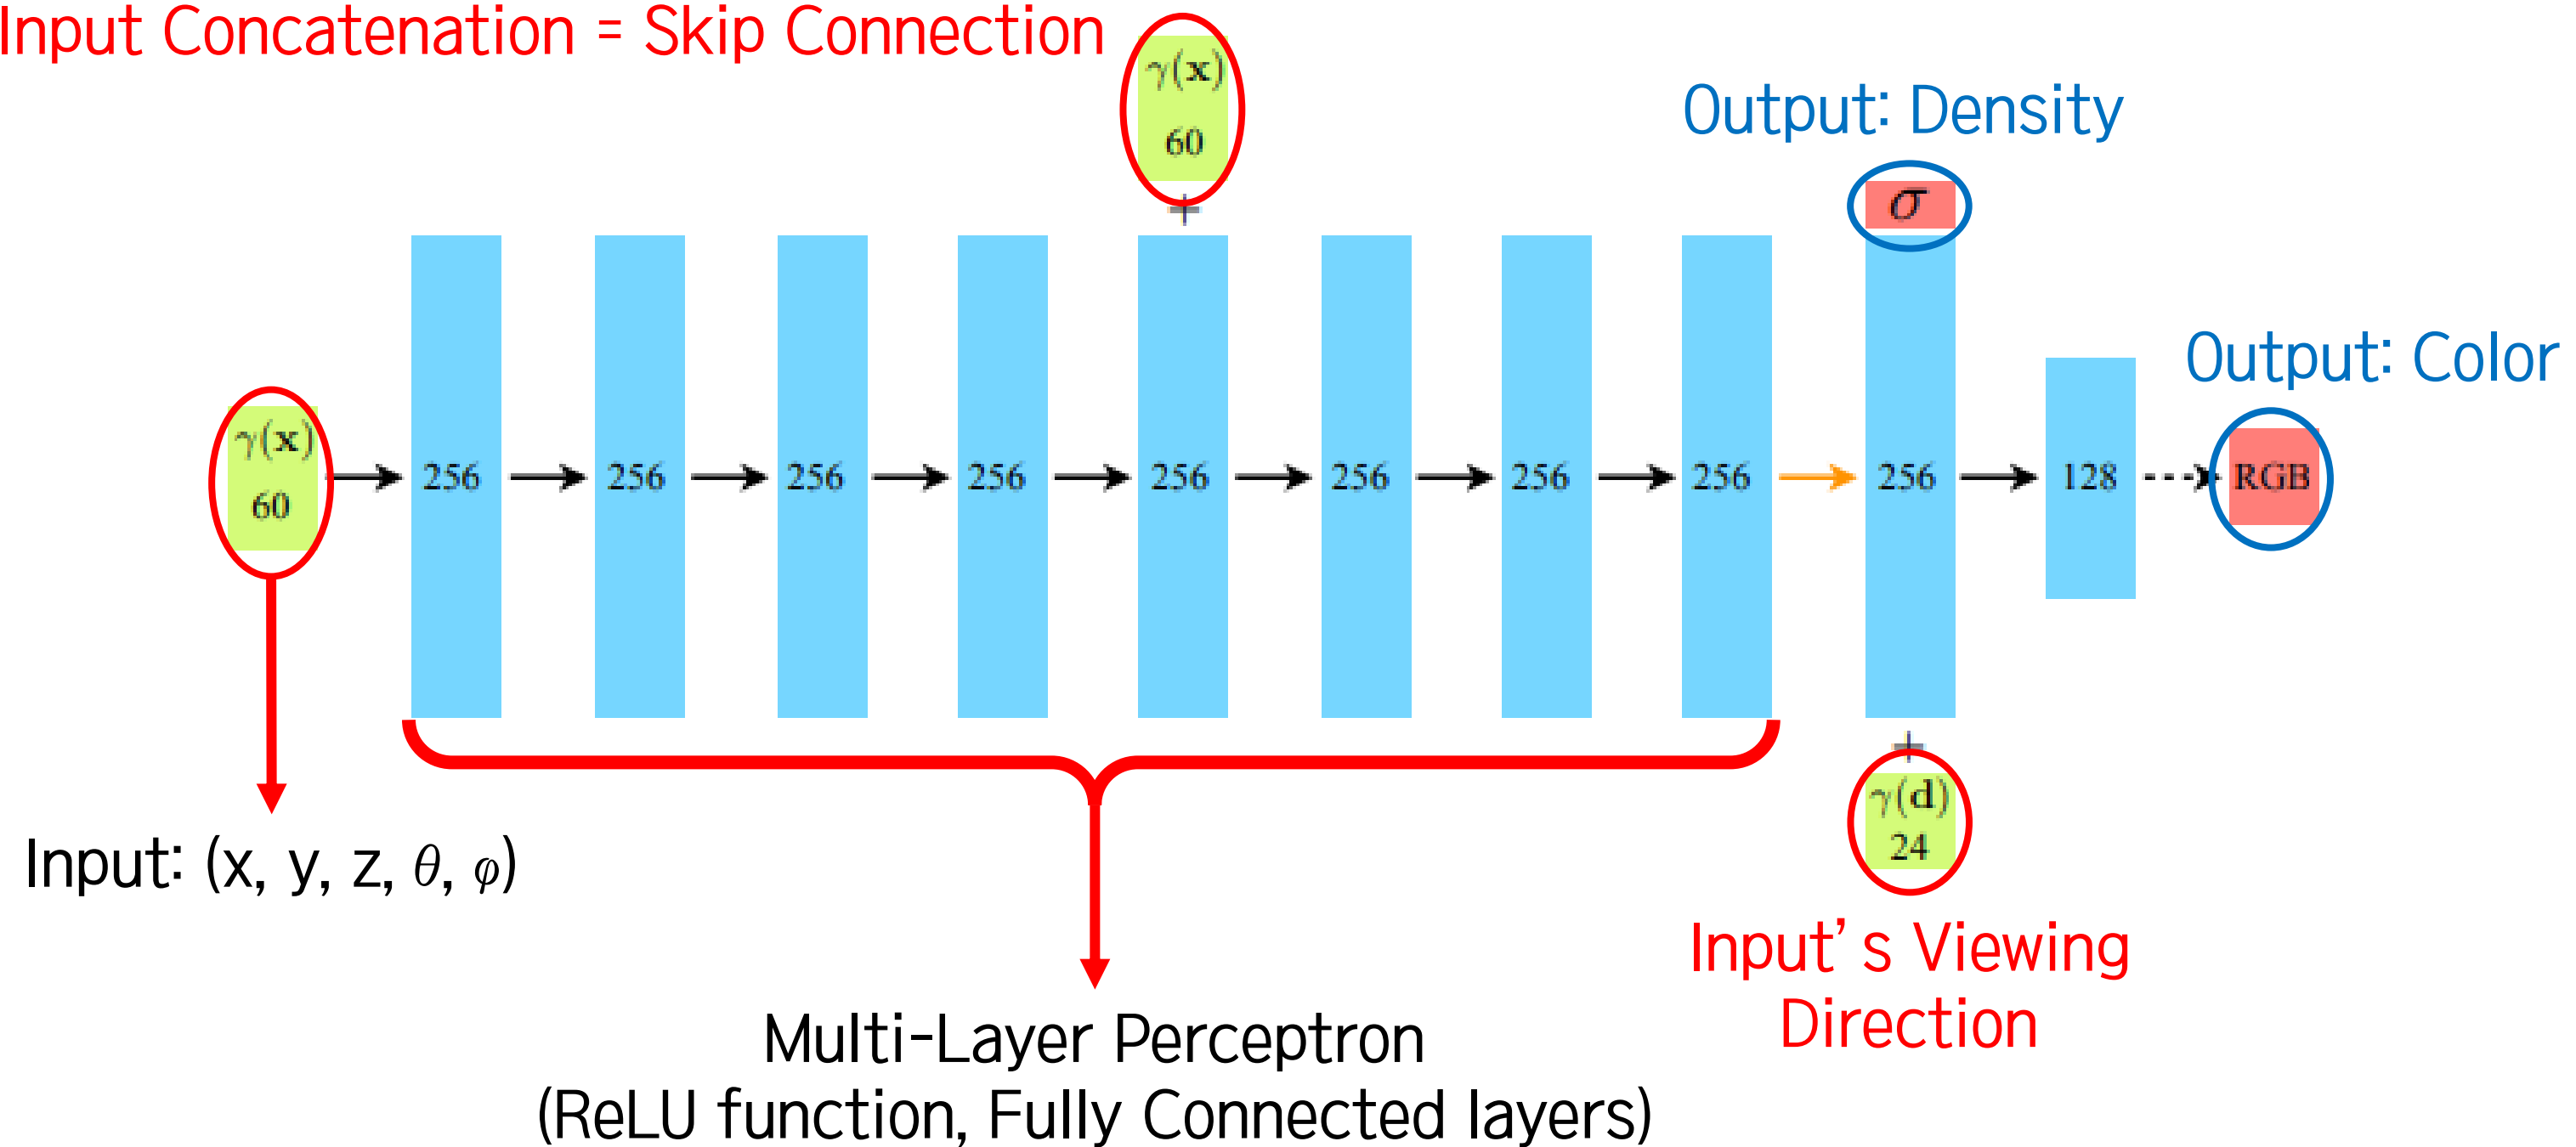 Input Concatenation = Skip Connection
γ(x)
60
+
Output: Density
σ
Output: Color
γ(x)
60
256
256
256
256
256
256
256
256
256
128
RGB
+
γ(d)
24
Input: (x, y, z, θ, φ)
Input's Viewing
Direction
Multi-Layer Perceptron
(ReLU function, Fully Connected layers)